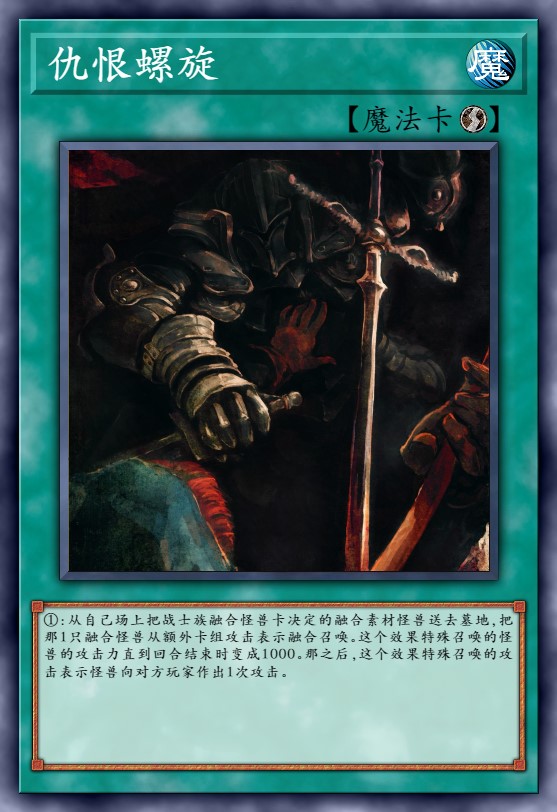 仇恨螺旋
魔
【魔法卡】
①:从自己场上把战士族融合怪兽卡决定的融合素材怪兽送去墓地,把
那1只融合怪兽从额外卡组攻击表示融合召唤。这个效果特殊召唤的怪
兽的攻击力直到回合结束时变成1000。那之后,这个效果特殊召唤的攻
击表示怪兽向对方玩家作出1次攻击。